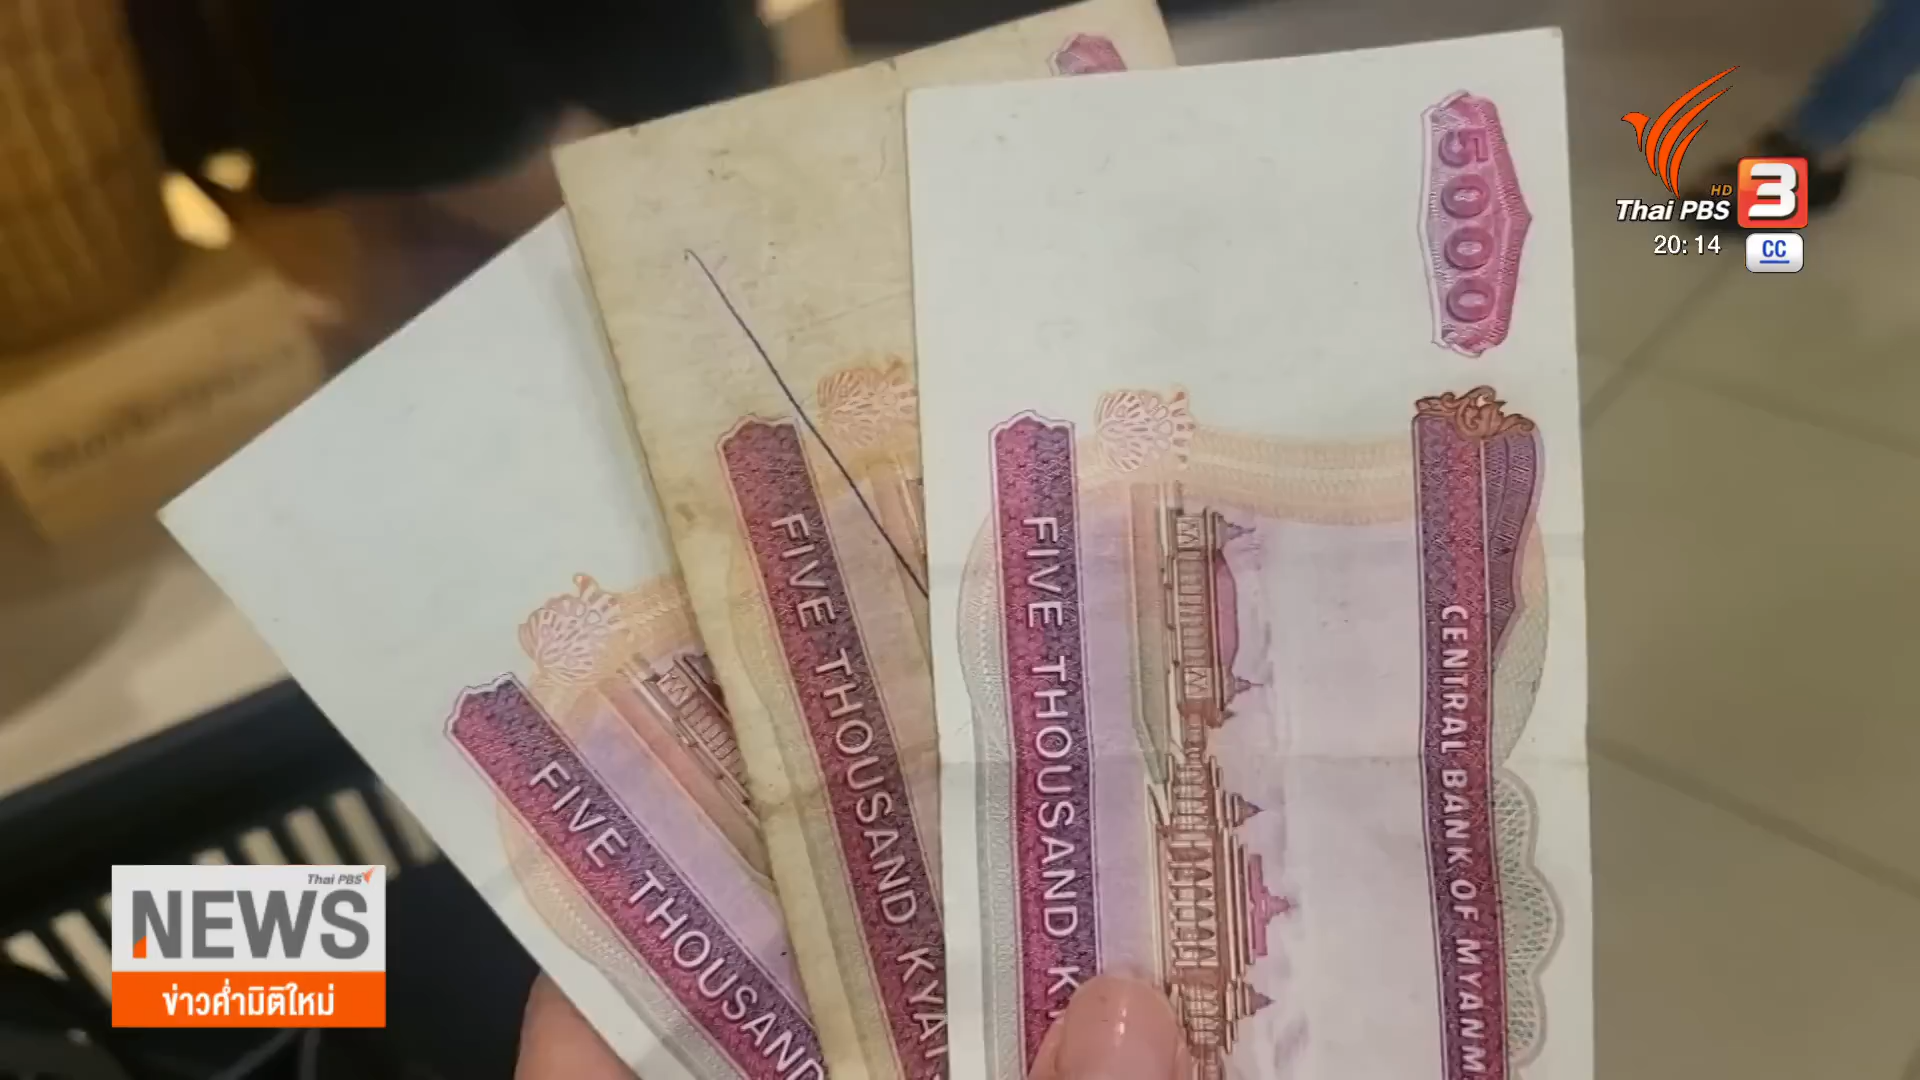 5000
FIVE THOUSAND
FIVE THOUSAND KYA
FIVE THOUSAND K
CENTRAL BANK OF MYANM
Thai PBS HD 3
20:14
CC
Thai PBS
NEWS
ข่าวค่ำมิติใหม่